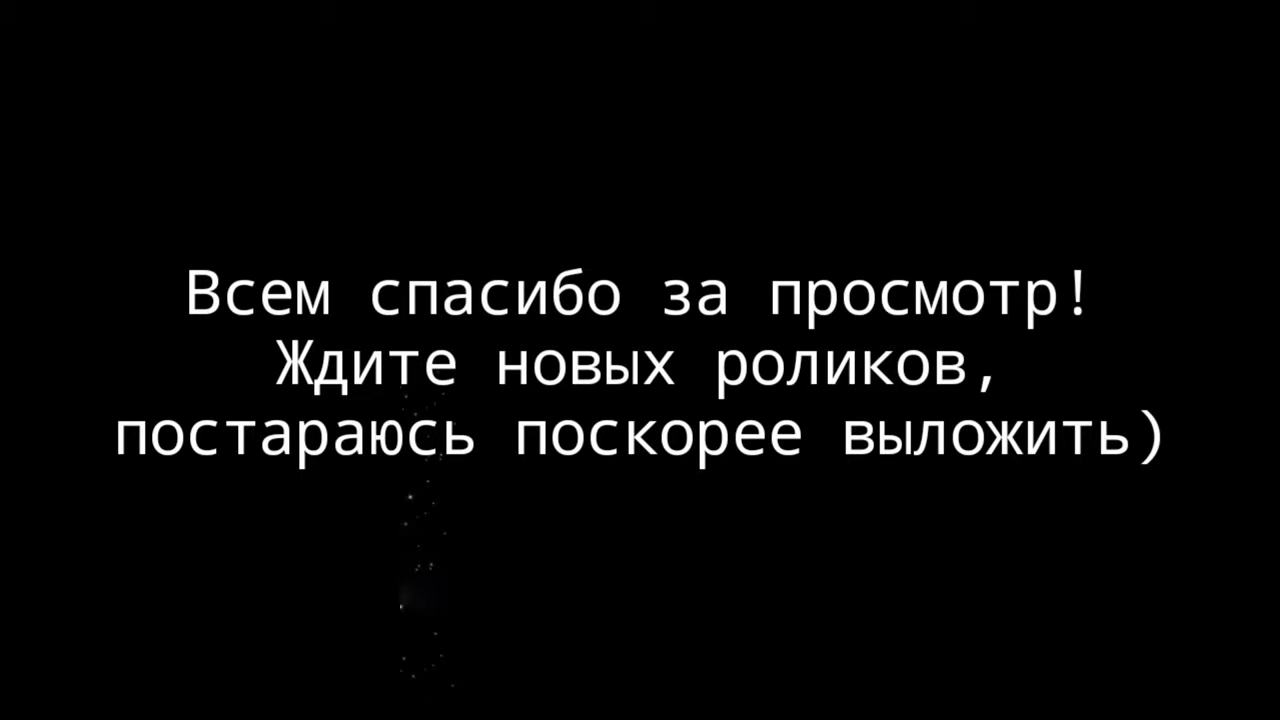 Всем спасибо за просмотр!
Ждите новых роликов,
постараюсь поскорее выложить)